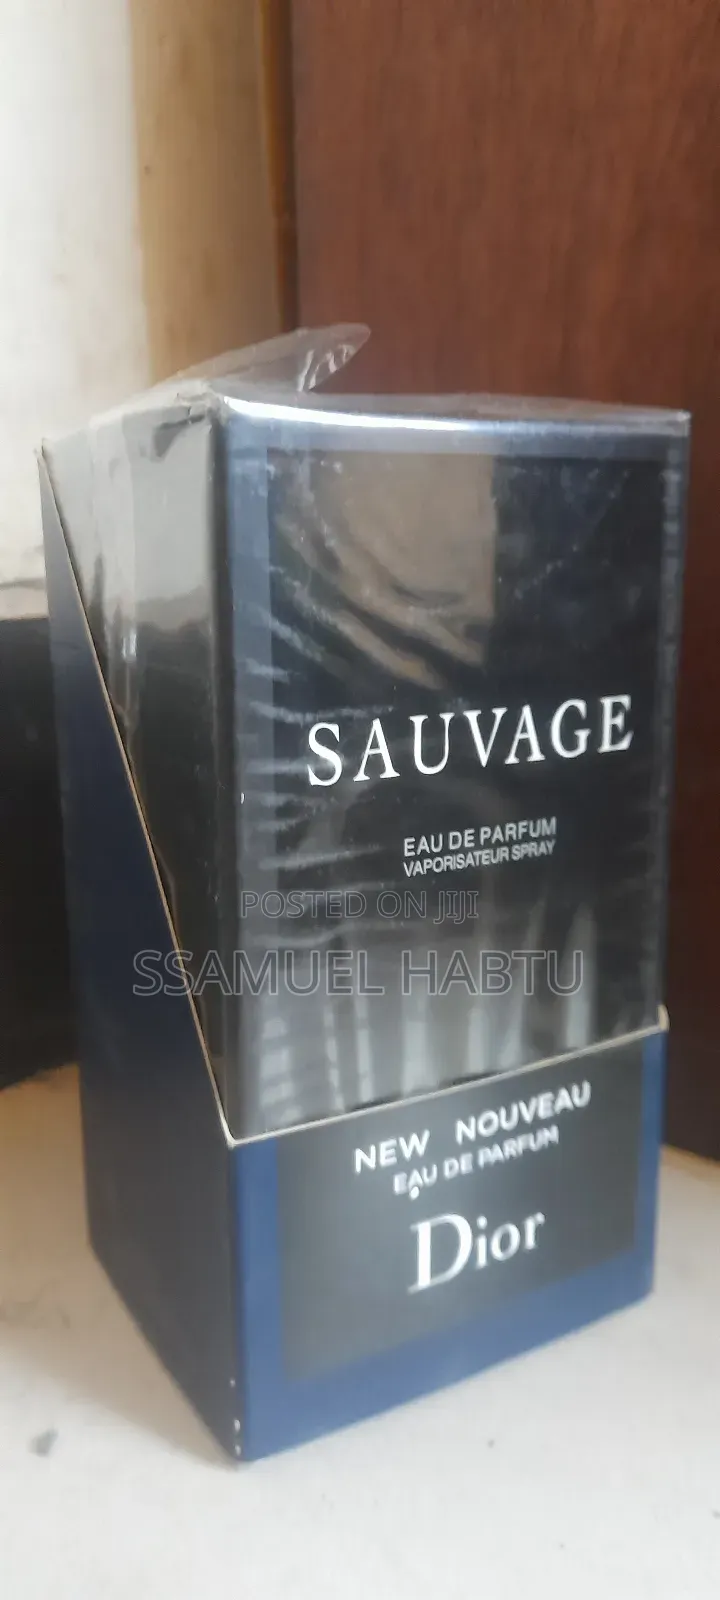 SAUVAGE
EAU DE PARFUM
VAPORISATEUR SPRAY
POSTED ON JIJI
SSAMUEL HABTU
NEW NOUVEAU
EAU DE PARFUM
Dior